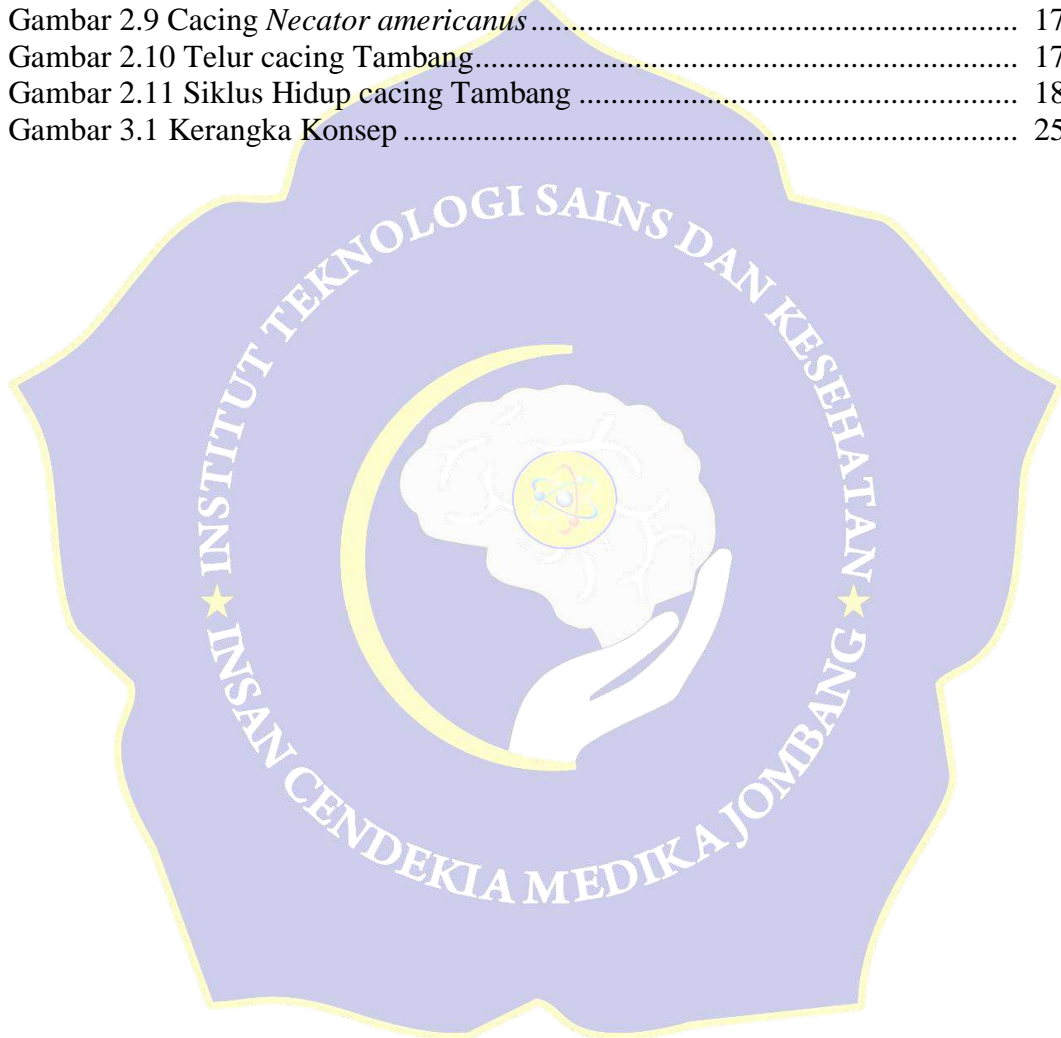 Gambar 2.9 Cacing Necator americanus ........................................................ 17
Gambar 2.10 Telur cacing Tambang............................................................... 17
Gambar 2.11 Siklus Hidup cacing Tambang ................................................... 18
Gambar 3.1 Kerangka Konsep ....................................................................... 25
INSTITUT TEKNOLOGI SAINS DAN KESEHATAN
INSAN CENDEKIA MEDIKA JOMBANG